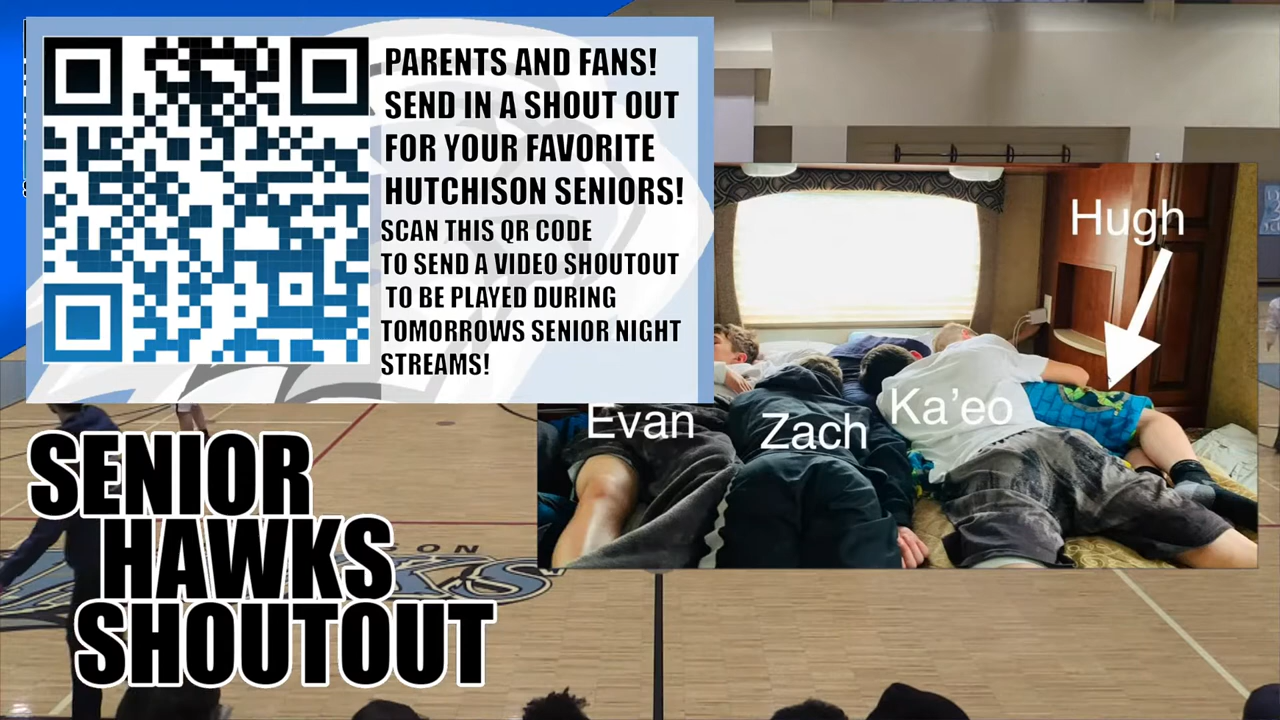 PARENTS AND FANS!
SEND IN A SHOUT OUT
FOR YOUR FAVORITE
HUTCHISON SENIORS!
SCAN THIS QR CODE
TO SEND A VIDEO SHOUTOUT
TO BE PLAYED DURING
TOMORROWS SENIOR NIGHT
STREAMS!
Hugh
Evan
Zach
Ka'eo
SENIOR
HAWKS
SHOUTOUT